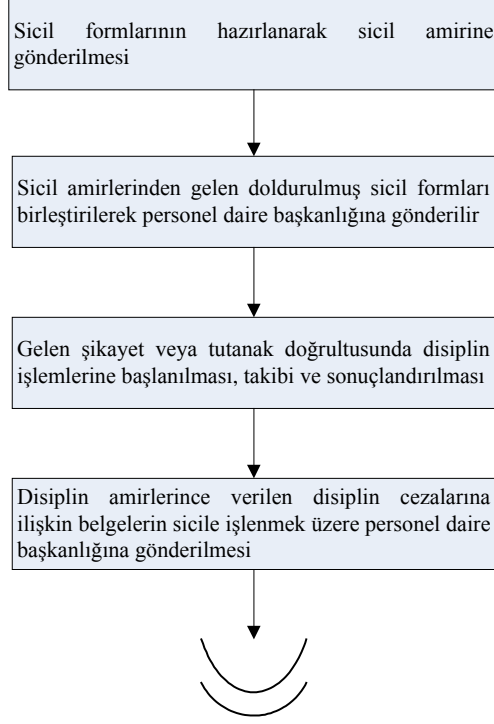 Sicil formlarının hazırlanarak sicil amirine
gönderilmesi
Sicil amirlerinden gelen doldurulmuş sicil formları
birleştirilerek personel daire başkanlığına gönderilir
Gelen şikayet veya tutanak doğrultusunda disiplin
işlemlerine başlanılması, takibi ve sonuçlandırılması
Disiplin amirlerince verilen disiplin cezalarına
ilişkin belgelerin sicile işlenmek üzere personel daire
başkanlığına gönderilmesi